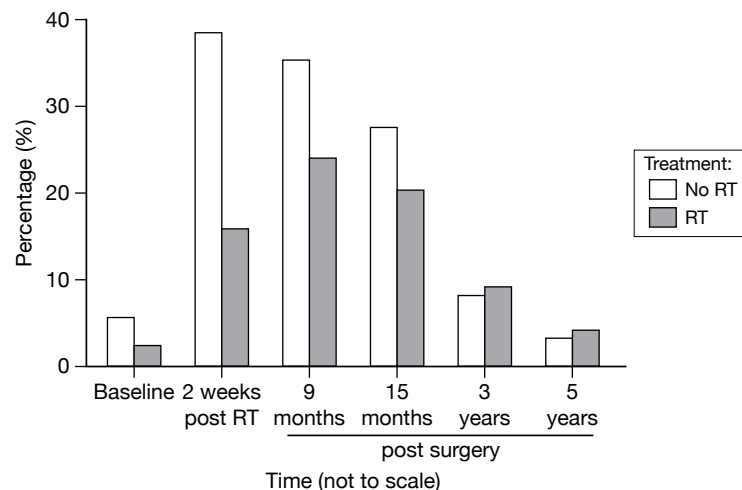 40
30
20
10
0
Percentage (%)
Baseline
2 weeks
post RT
9
months
15
months
3
years
5
years
post surgery
Time (not to scale)
Treatment:
No RT
RT